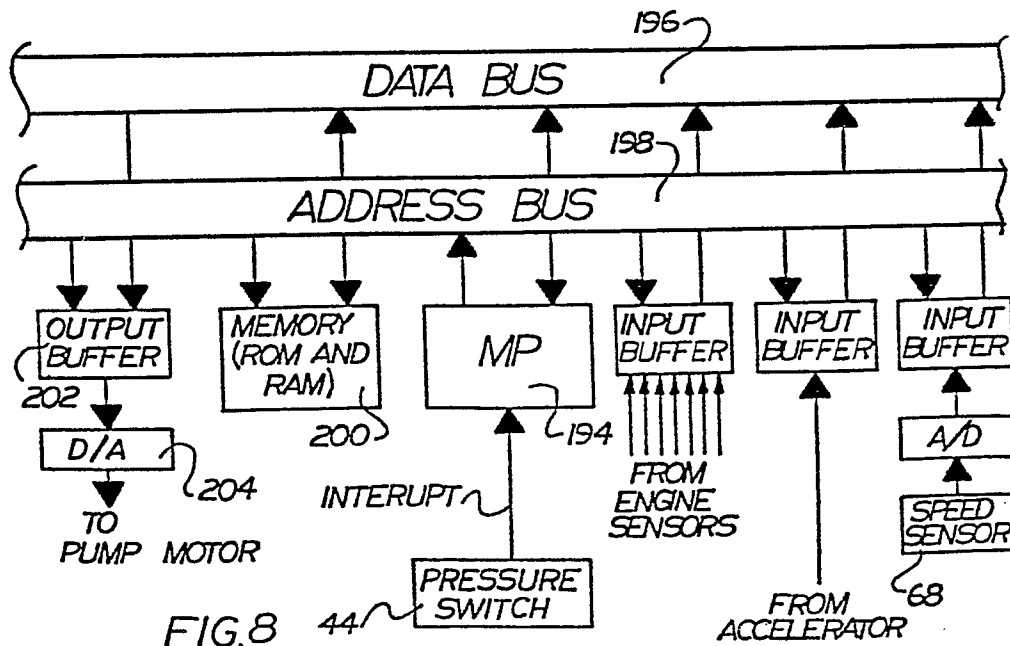 196
DATA BUS
198
ADDRESS BUS
OUTPUT
BUFFER
202
MEMORY
(ROM AND
RAM)
200
MP
194
INPUT
BUFFER
INPUT
BUFFER
INPUT
BUFFER
D/A
204
TO
PUMP MOTOR
INTERUPT
FROM
ENGINE
SENSORS
A/D
SPEED
SENSOR
68
PRESSURE
SWITCH
44
FROM
ACCELERATOR
FIG.8